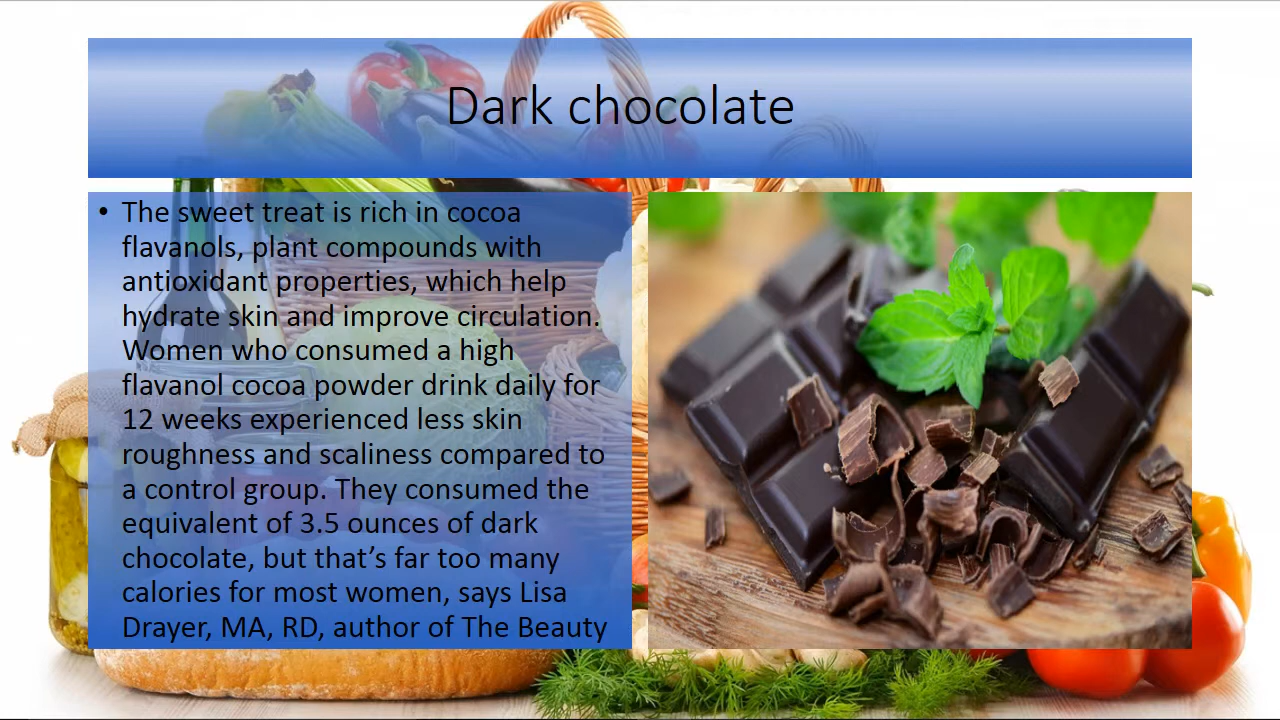 Dark chocolate
• The sweet treat is rich in cocoa
flavanols, plant compounds with
antioxidant properties, which help
hydrate skin and improve circulation.
Women who consumed a high
flavanol cocoa powder drink daily for
12 weeks experienced less skin
roughness and scaliness compared to
a control group. They consumed the
equivalent of 3.5 ounces of dark
chocolate, but that’s far too many
calories for most women, says Lisa
Drayer, MA, RD, author of The Beauty